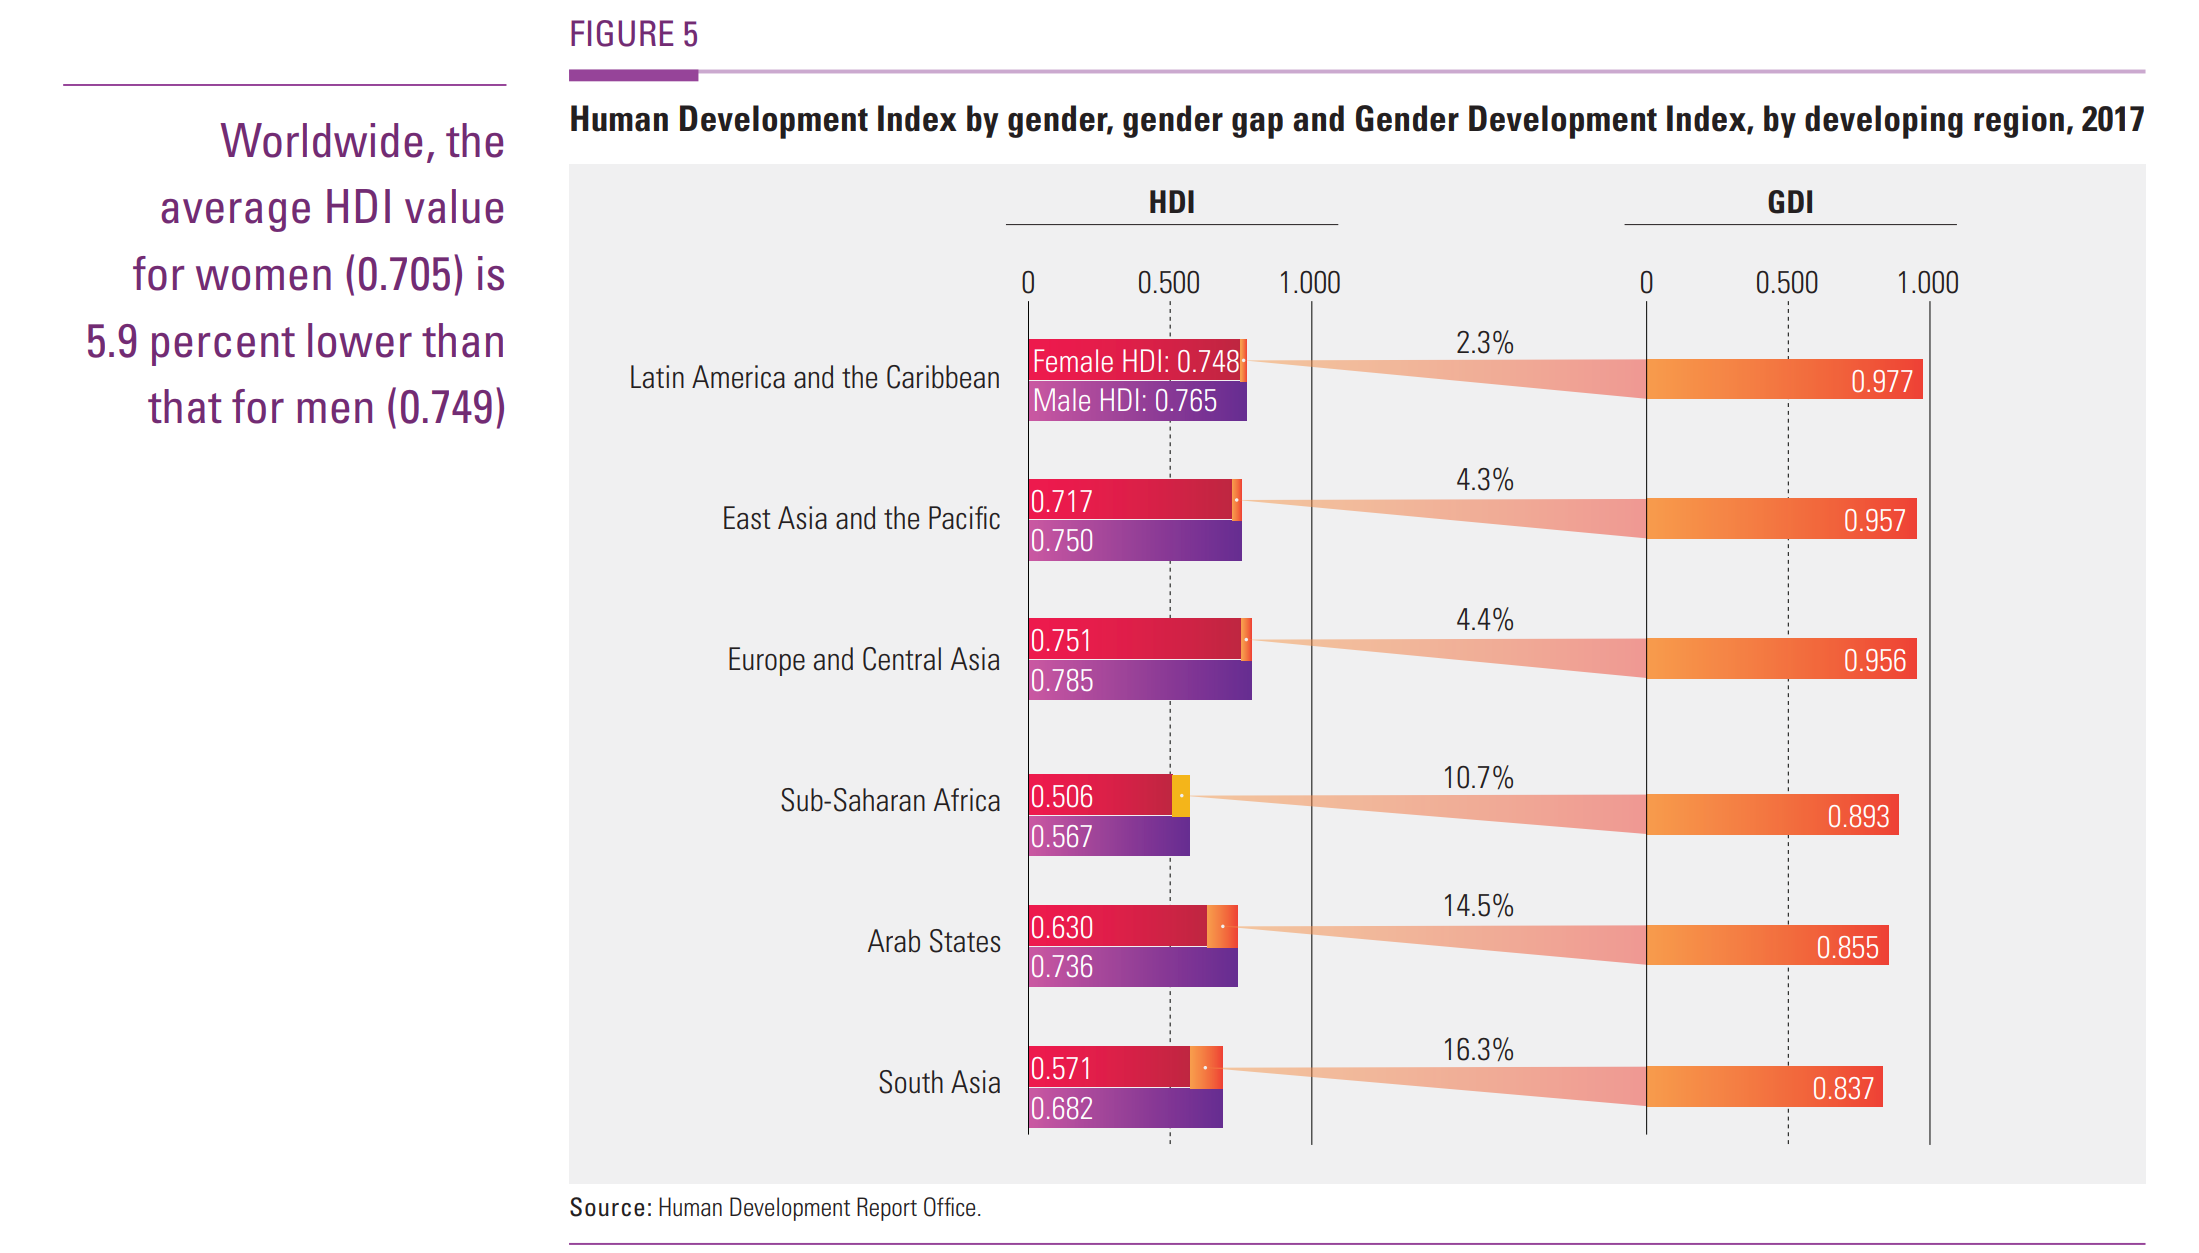 Worldwide, the
average HDI value
for women (0.705) is
5.9 percent lower than
that for men (0.749)
FIGURE 5
Human Development Index by gender, gender gap and Gender Development Index, by developing region, 2017
HDI
GDI
0 0.500 1.000
0 0.500 1.000
Latin America and the Caribbean
Female HDI: 0.748
Male HDI: 0.765
2.3%
0.977
East Asia and the Pacific
0.717
0.750
4.3%
0.957
Europe and Central Asia
0.751
0.785
4.4%
0.956
Sub-Saharan Africa
0.506
0.567
10.7%
0.893
Arab States
0.630
0.736
14.5%
0.855
South Asia
0.571
0.682
16.3%
0.837
Source: Human Development Report Office.